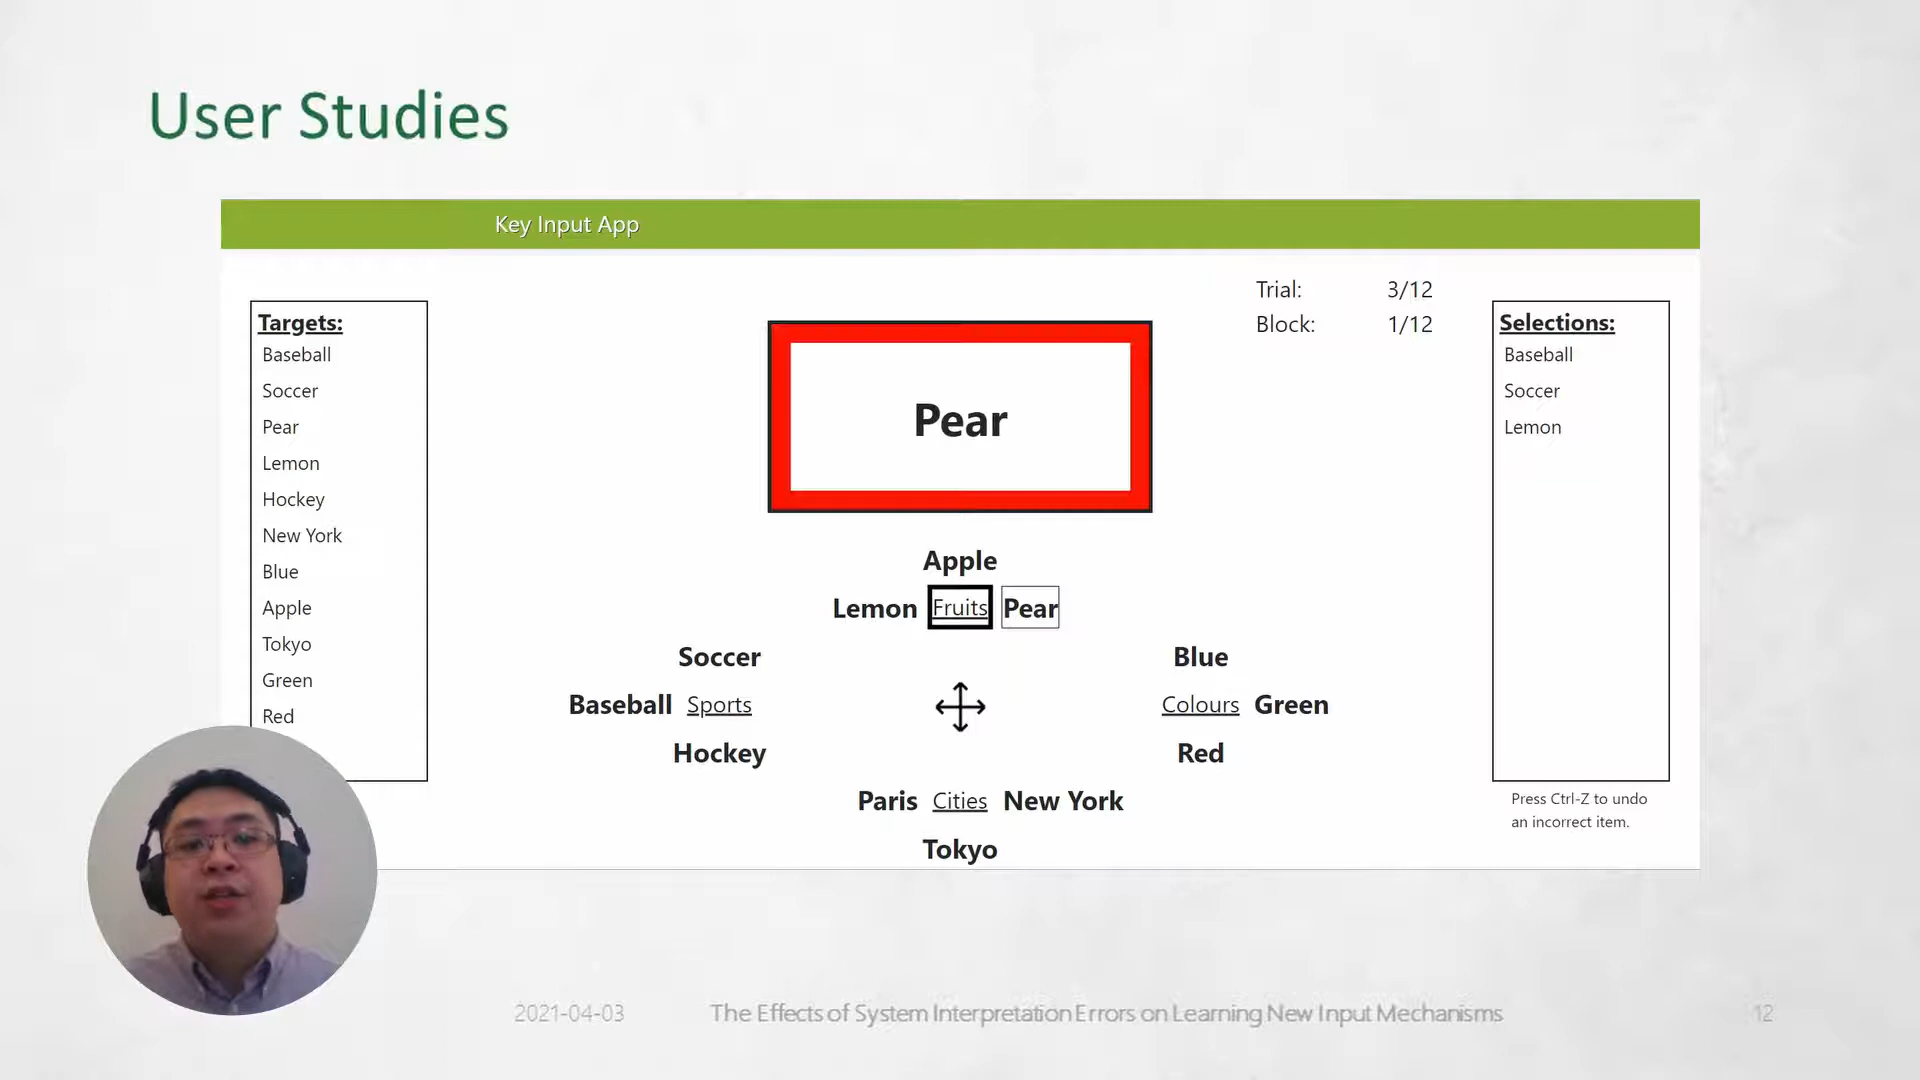 User Studies
Key Input App
Trial: 3/12
Block: 1/12
Targets:
Baseball
Soccer
Pear
Lemon
Hockey
New York
Blue
Apple
Tokyo
Green
Red
Pear
Apple
Lemon Fruits Pear
Soccer
Baseball Sports
Hockey
Blue
Colours Green
Red
Paris Cities New York
Tokyo
Selections:
Baseball
Soccer
Lemon
Press Ctrl-Z to undo
an incorrect item.
2021-04-03 The Effects of System Interpretation Errors on Learning New Input Mechanisms 12